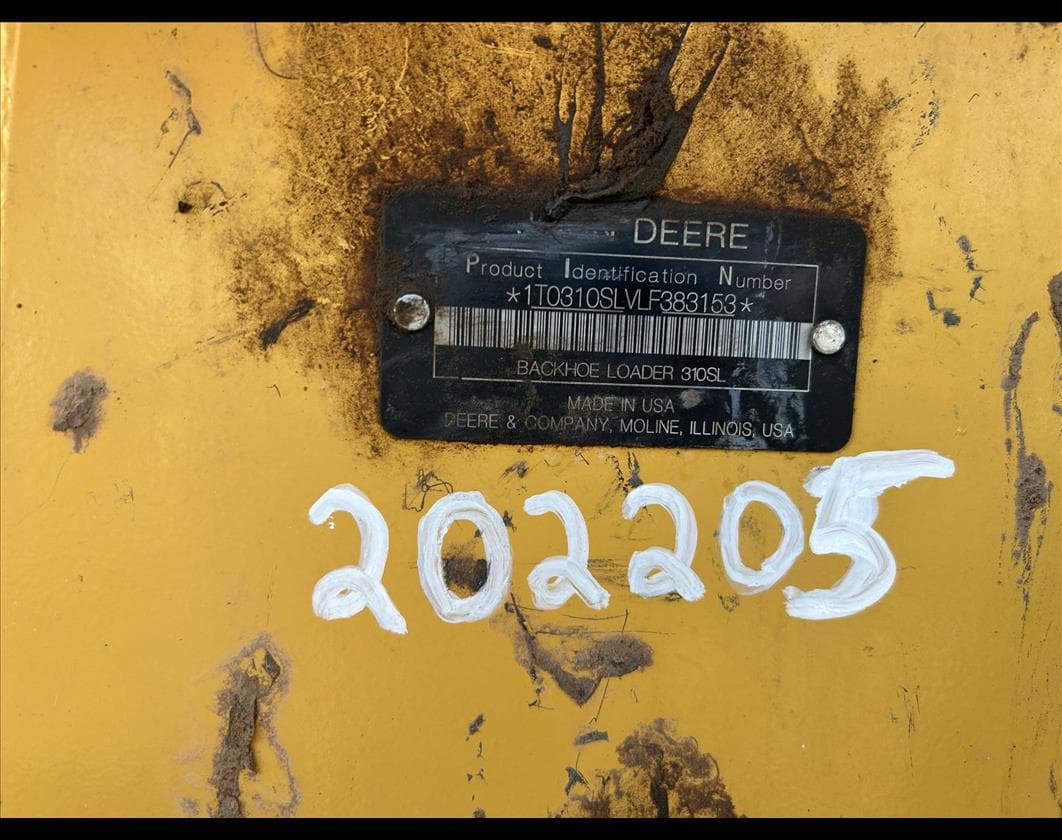 DEERE
Product Identification Number
*1T0310SLVLF383153*
BACKHOE LOADER 310SL
MADE IN USA
DEERE & COMPANY, MOLINE, ILLINOIS, USA
202205